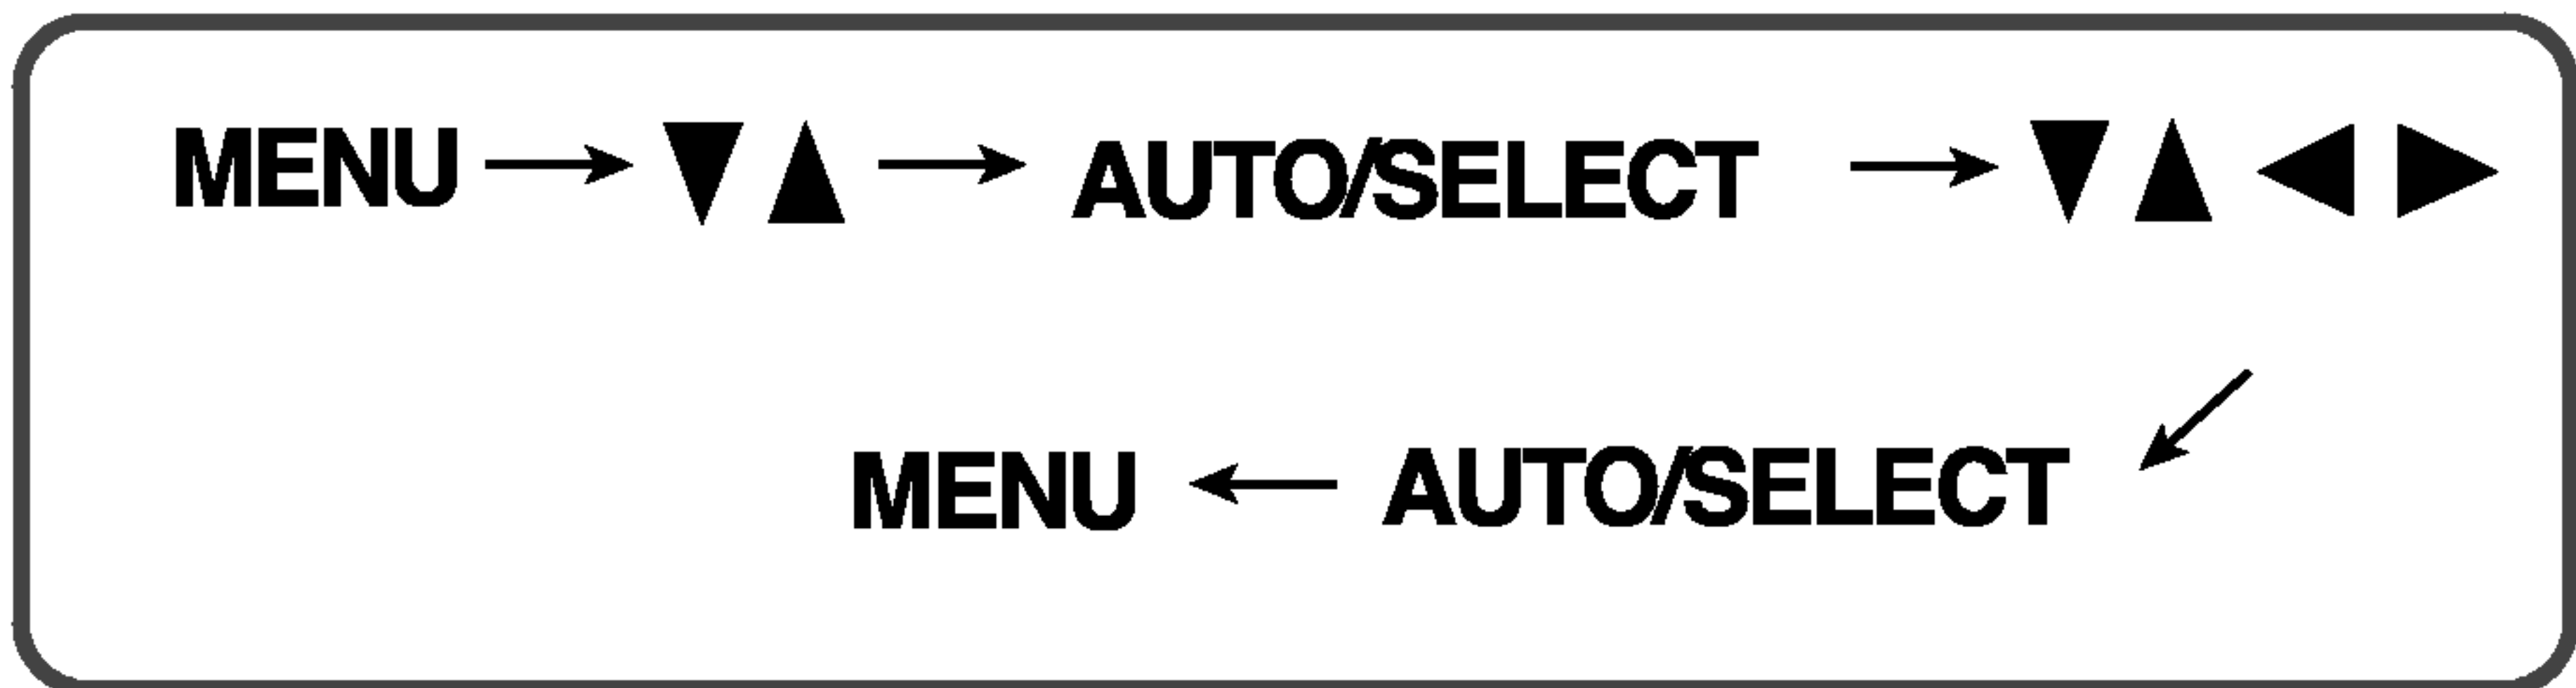 MENU → ▼ ▲ → AUTO/SELECT → ▼ ▲ ◀ ▶
MENU ← AUTO/SELECT